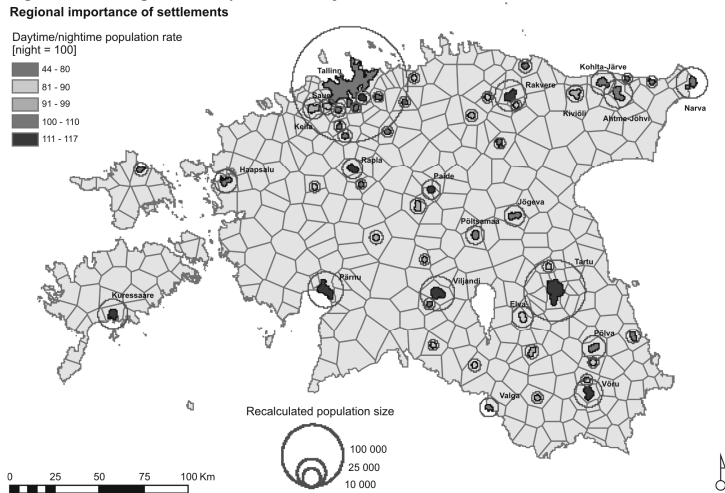 Regional importance of settlements
Daytime/nighttime population rate
[night = 100]
44 - 80
81 - 90
91 - 99
100 - 110
111 - 117
Tallinn
Saue
Keila
Rakvere
Kohtla-Järve
Kiviõli
Ahtme-Jõhvi
Narva
Haapsalu
Rapla
Paide
Jõgeva
Põltsamaa
Tartu
Kuressaare
Pärnu
Viljandi
Elva
Põlva
Võru
Valga
Recalculated population size
100 000
25 000
10 000
0 25 50 75 100 Km